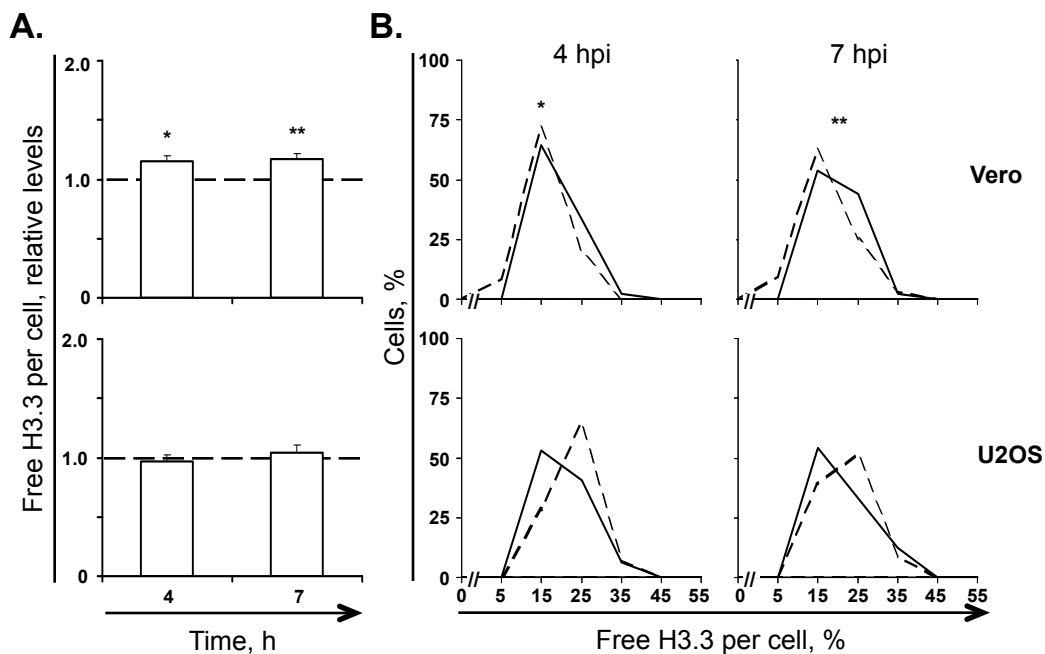 A.
B.
4 hpi
7 hpi
Free H3.3 per cell, relative levels
2.0
1.0
0
* **
2.0
1.0
0
4 7
Time, h
Cells, %
100
75
50
25
0
* **
Vero
100
75
50
25
0
U2OS
0 // 5 15 25 35 45 55
0 // 5 15 25 35 45 55
Free H3.3 per cell, %